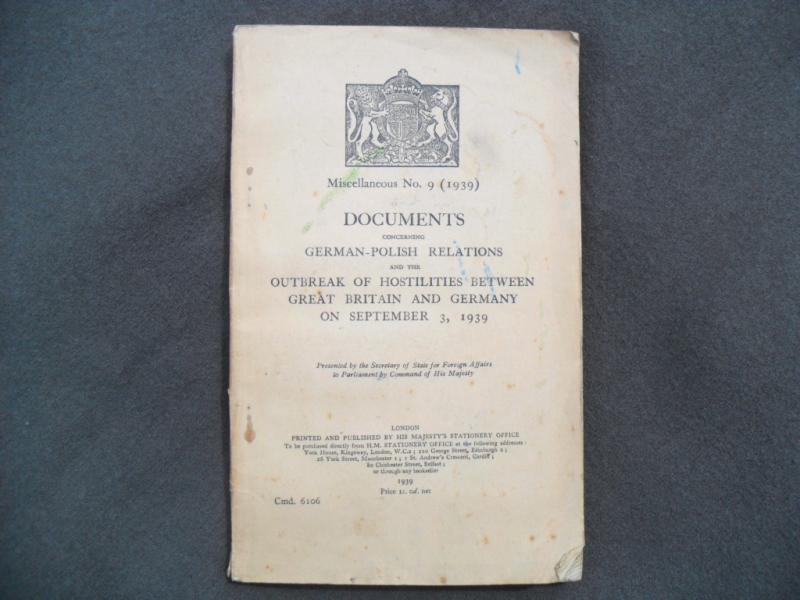 Miscellaneous No. 9 (1939)
DOCUMENTS
CONCERNING
GERMAN-POLISH RELATIONS
AND THE
OUTBREAK OF HOSTILITIES BETWEEN
GREAT BRITAIN AND GERMANY
ON SEPTEMBER 3, 1939
Presented by the Secretary of State for Foreign Affairs
to Parliament by Command of His Majesty
LONDON
PRINTED AND PUBLISHED BY HIS MAJESTY'S STATIONERY OFFICE
To be purchased directly from H.M. STATIONERY OFFICE at the following addresses:
York House, Kingsway, London, W.C.2; 120 George Street, Edinburgh 2;
26 York Street, Manchester 1; 1 St. Andrew's Crescent, Cardiff;
80 Chichester Street, Belfast;
or through any bookseller
1939
Price 1s. net
Cmd. 6106